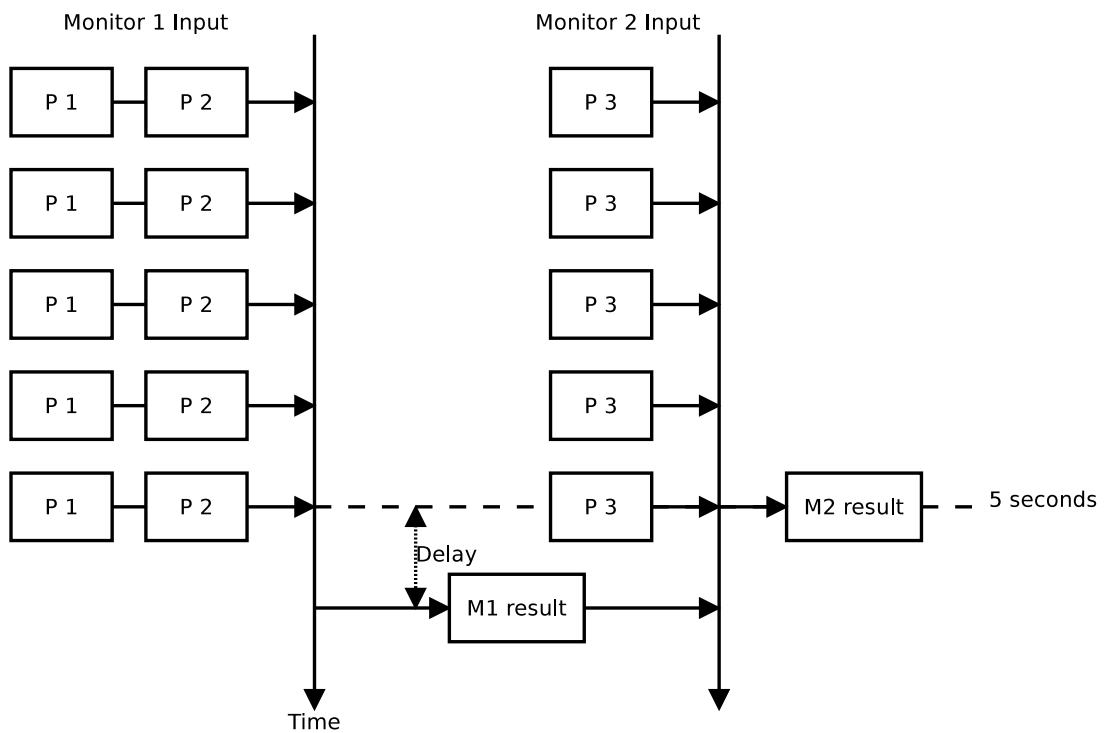 Monitor 1 Input
Monitor 2 Input
P 1
P 2
P 3
P 1
P 2
P 3
P 1
P 2
P 3
P 1
P 2
P 3
P 1
P 2
P 3
M2 result
5 seconds
Delay
M1 result
Time